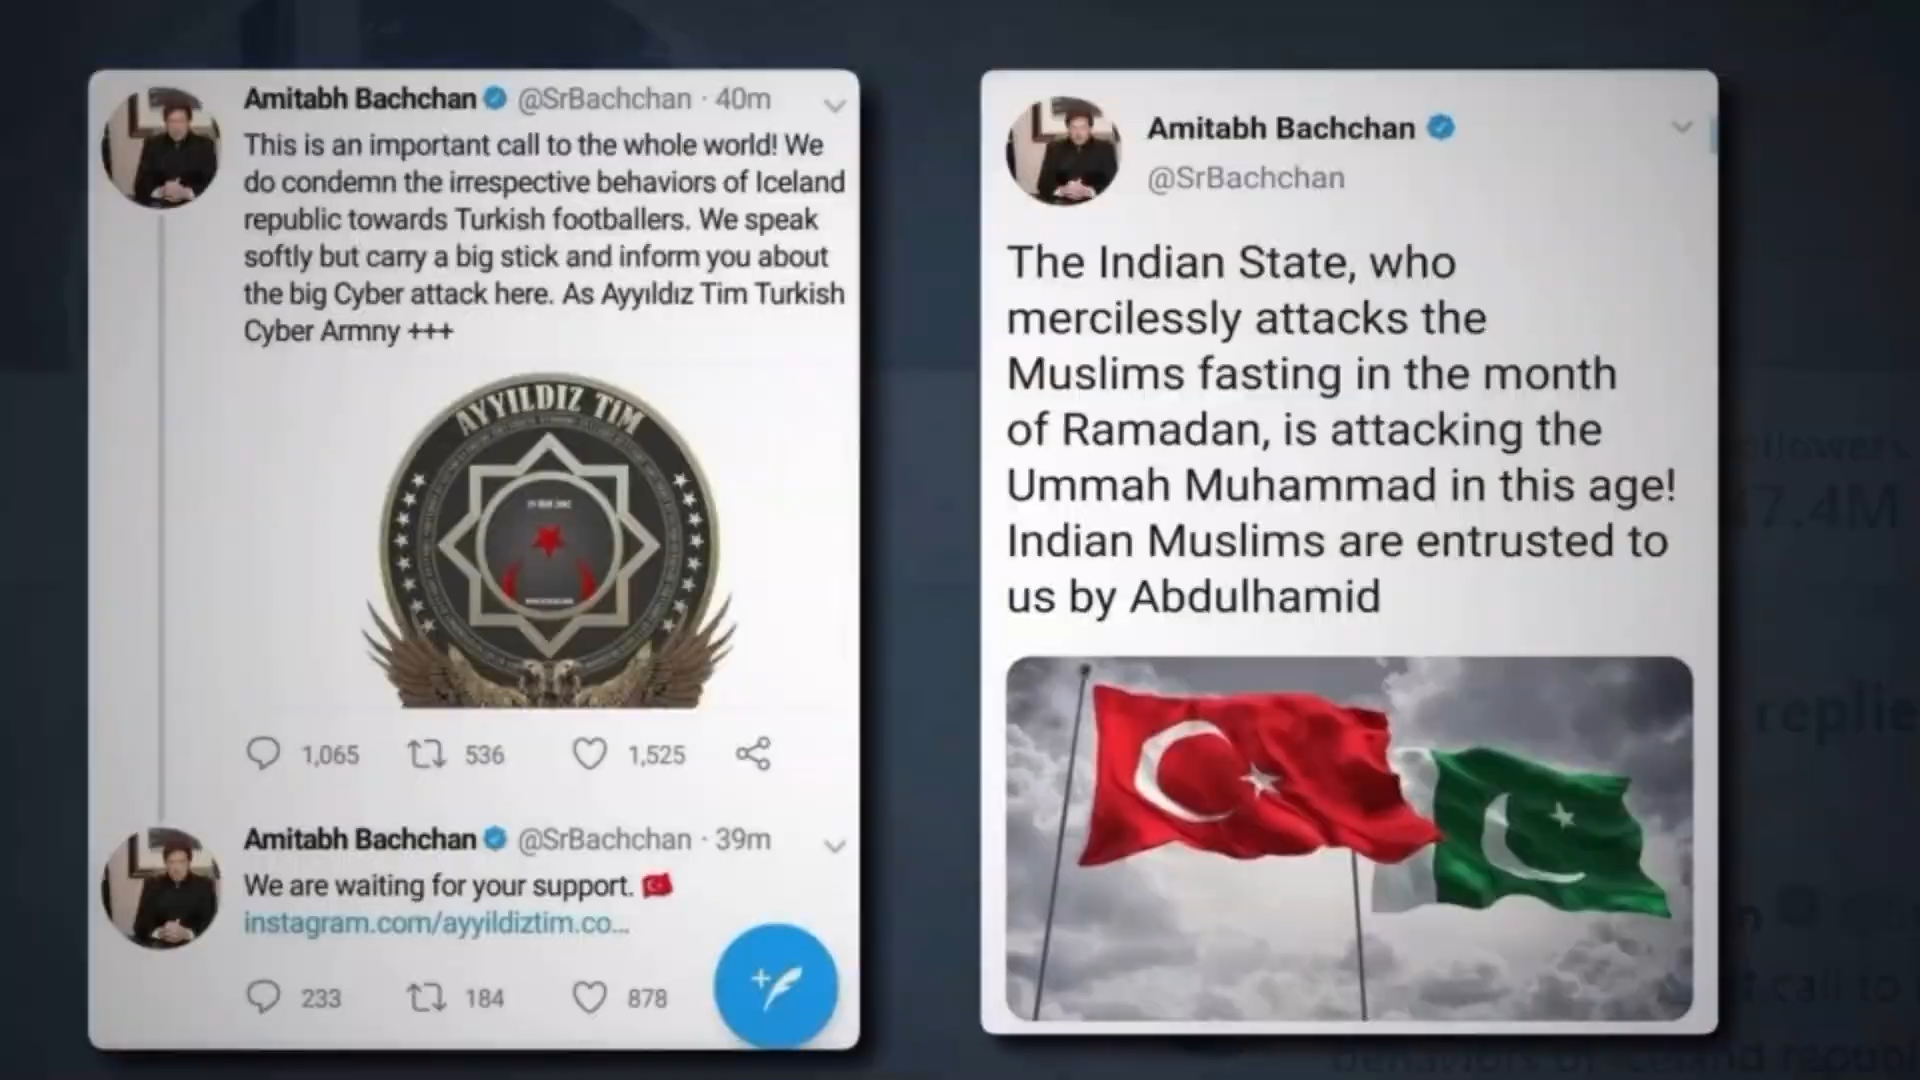 Amitabh Bachchan @SrBachchan · 40m
This is an important call to the whole world! We
do condemn the irrespective behaviors of Iceland
republic towards Turkish footballers. We speak
softly but carry a big stick and inform you about
the big Cyber attack here. As Ayyıldız Tim Turkish
Cyber Armny +++
AYYILDIZ TIM
1,065 536 1,525
Amitabh Bachchan @SrBachchan · 39m
We are waiting for your support.
instagram.com/ayyildiztim.co...
233 184 878
Amitabh Bachchan
@SrBachchan
The Indian State, who
mercilessly attacks the
Muslims fasting in the month
of Ramadan, is attacking the
Ummah Muhammad in this age!
Indian Muslims are entrusted to
us by Abdulhamid